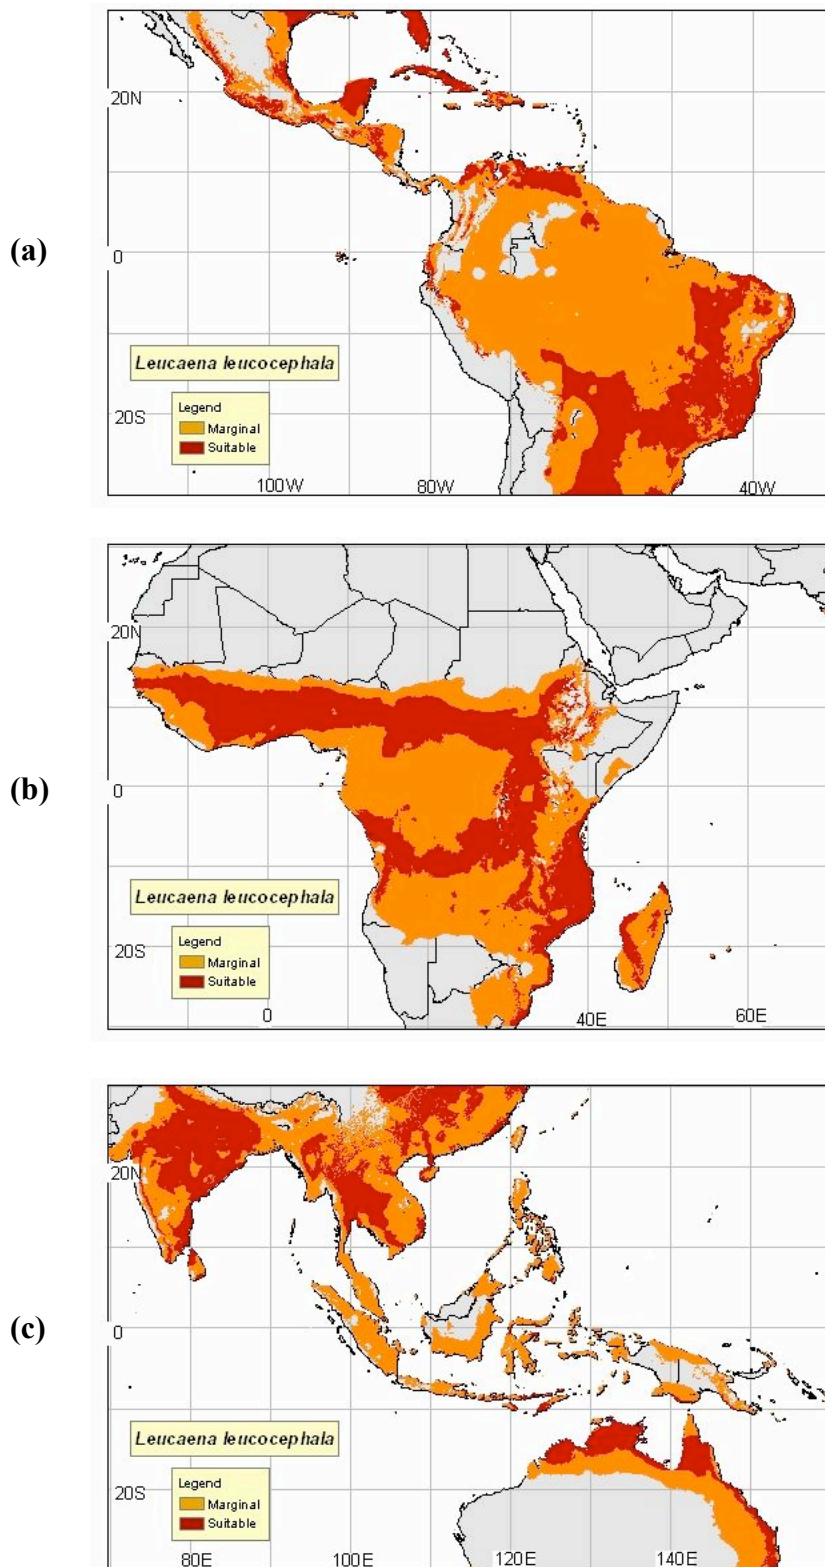 (a)
20N
0
20S
Leucaena leucocephala
Legend
Marginal
Suitable
100W
80W
40W
(b)
20N
0
20S
Leucaena leucocephala
Legend
Marginal
Suitable
0
40E
60E
(c)
20N
0
20S
Leucaena leucocephala
Legend
Marginal
Suitable
80E
100E
120E
140E